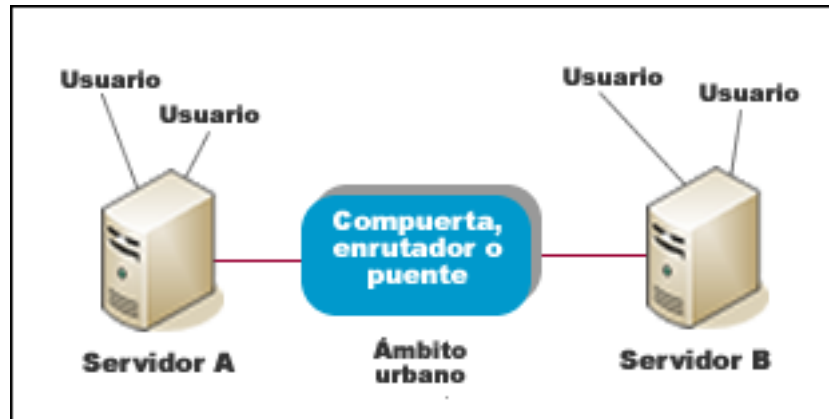 Usuario
Usuario
Usuario
Usuario
Compuerta,
enrutador o
puente
Servidor A
Ámbito
urbano
Servidor B